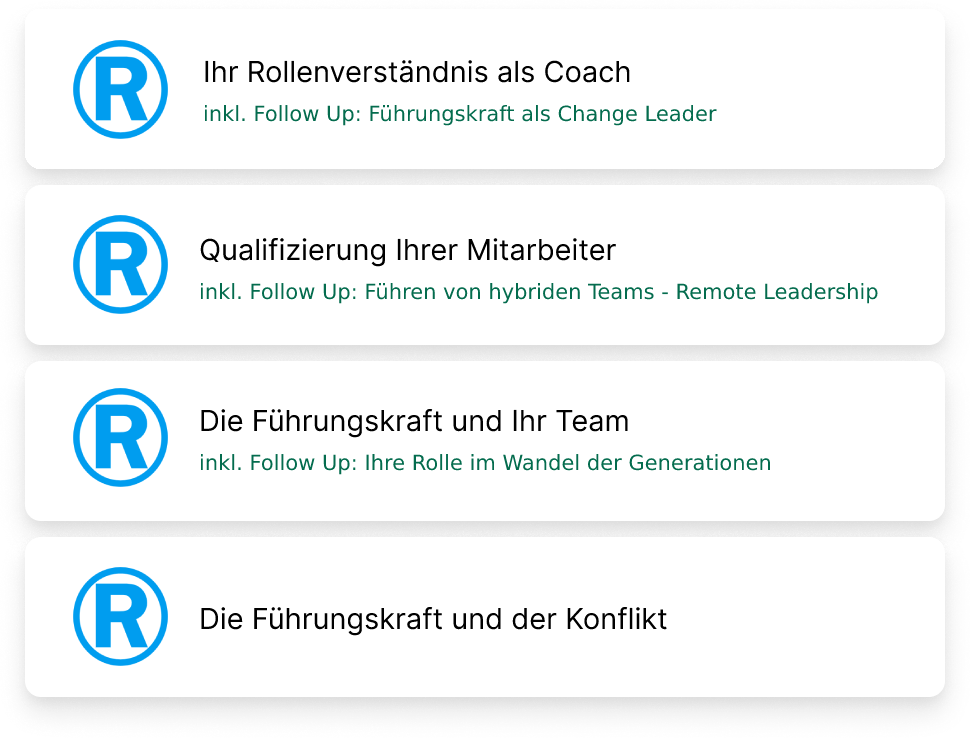 ® Ihr Rollenverständnis als Coach
inkl. Follow Up: Führungskraft als Change Leader
® Qualifizierung Ihrer Mitarbeiter
inkl. Follow Up: Führen von hybriden Teams - Remote Leadership
® Die Führungskraft und Ihr Team
inkl. Follow Up: Ihre Rolle im Wandel der Generationen
® Die Führungskraft und der Konflikt